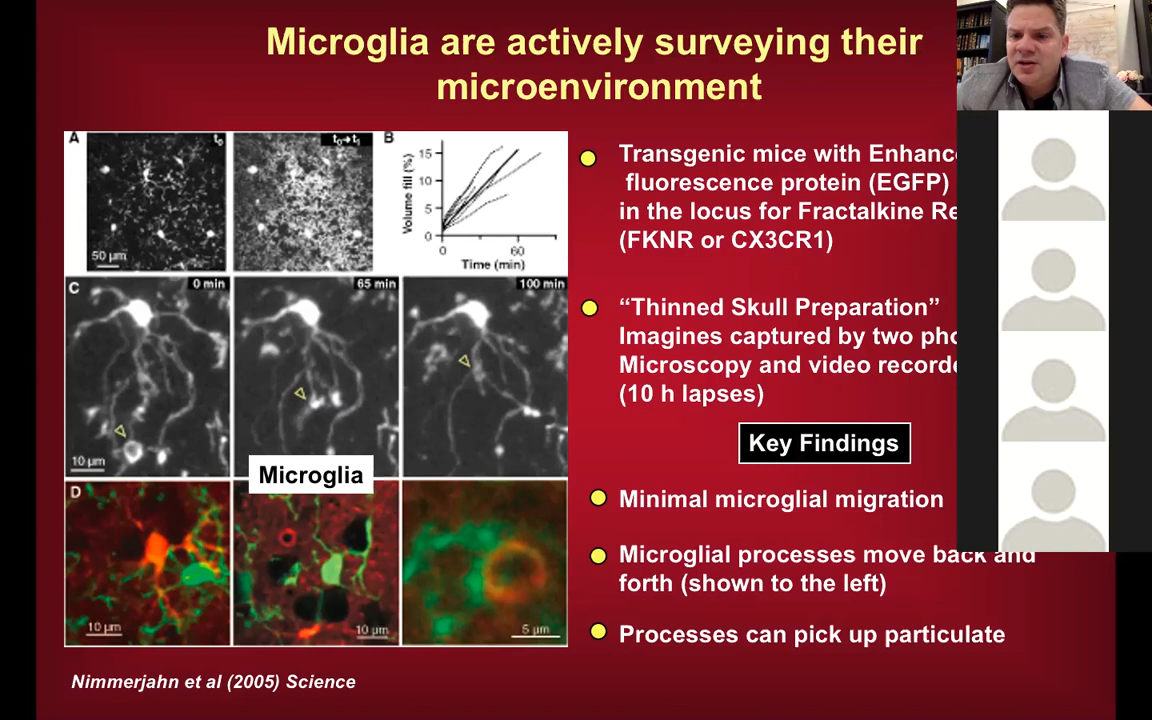 Microglia are actively surveying their
microenvironment
A
t0
t0→t1
50 µm
B
Volume fill (%)
15
10
5
0
0
60
Time (min)
C
0 min
65 min
100 min
10 µm
Microglia
D
10 µm
10 µm
5 µm
Nimmerjahn et al (2005) Science
Transgenic mice with Enhanc
fluorescence protein (EGFP)
in the locus for Fractalkine Re
(FKNR or CX3CR1)
“Thinned Skull Preparation”
Imagines captured by two pho
Microscopy and video recorde
(10 h lapses)
Key Findings
Minimal microglial migration
Microglial processes move back and
forth (shown to the left)
Processes can pick up particulate